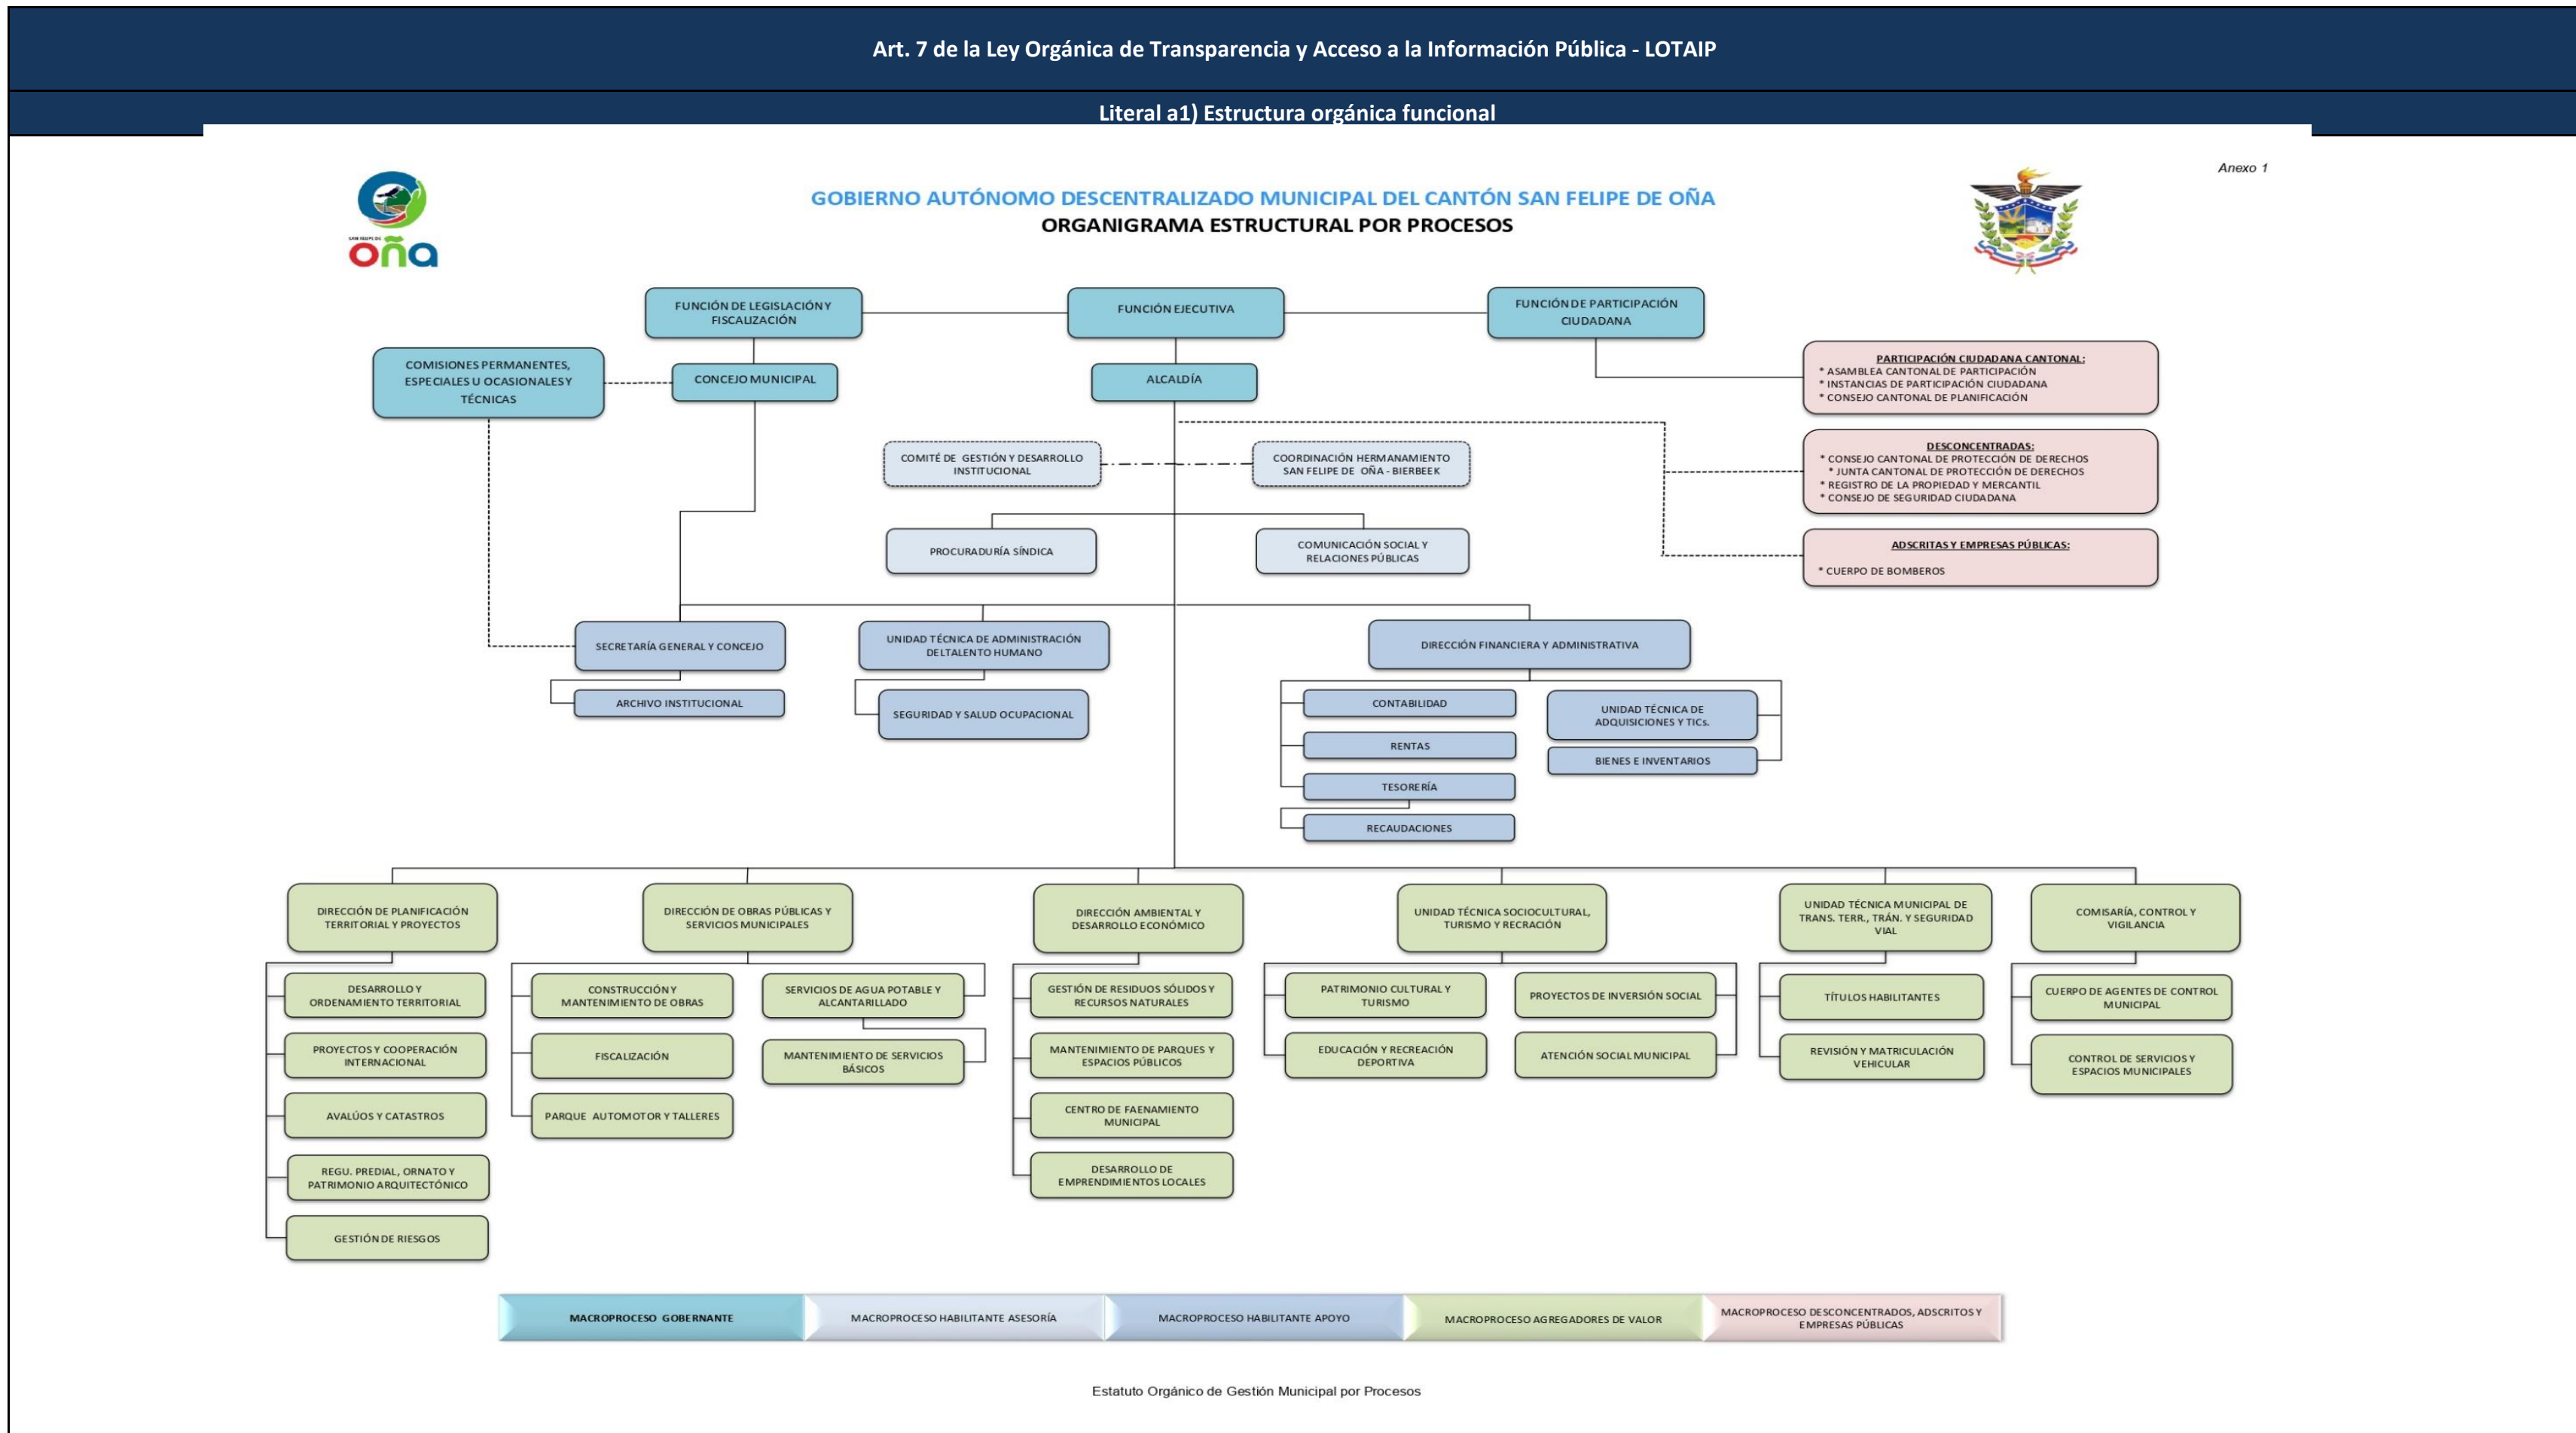 Art. 7 de la Ley Orgánica de Transparencia y Acceso a la Información Pública - LOTAIP
Literal a1) Estructura orgánica funcional
Anexo 1
SAN FELIPE DE
oña
GOBIERNO AUTÓNOMO DESCENTRALIZADO MUNICIPAL DEL CANTÓN SAN FELIPE DE OÑA
ORGANIGRAMA ESTRUCTURAL POR PROCESOS
FUNCIÓN DE LEGISLACIÓN Y
FISCALIZACIÓN
FUNCIÓN EJECUTIVA
FUNCIÓN DE PARTICIPACIÓN
CIUDADANA
COMISIONES PERMANENTES,
ESPECIALES U OCASIONALES Y
TÉCNICAS
CONCEJO MUNICIPAL
ALCALDÍA
PARTICIPACIÓN CIUDADANA CANTONAL:
* ASAMBLEA CANTONAL DE PARTICIPACIÓN
* INSTANCIAS DE PARTICIPACIÓN CIUDADANA
* CONSEJO CANTONAL DE PLANIFICACIÓN
COMITÉ DE GESTIÓN Y DESARROLLO
INSTITUCIONAL
COORDINACIÓN HERMANAMIENTO
SAN FELIPE DE OÑA - BIERBEEK
DESCONCENTRADAS:
* CONSEJO CANTONAL DE PROTECCIÓN DE DERECHOS
* JUNTA CANTONAL DE PROTECCIÓN DE DERECHOS
* REGISTRO DE LA PROPIEDAD Y MERCANTIL
* CONSEJO DE SEGURIDAD CIUDADANA
PROCURADURÍA SÍNDICA
COMUNICACIÓN SOCIAL Y
RELACIONES PÚBLICAS
ADSCRITAS Y EMPRESAS PÚBLICAS:
* CUERPO DE BOMBEROS
SECRETARÍA GENERAL Y CONCEJO
UNIDAD TÉCNICA DE ADMINISTRACIÓN
DELTALENTO HUMANO
DIRECCIÓN FINANCIERA Y ADMINISTRATIVA
ARCHIVO INSTITUCIONAL
SEGURIDAD Y SALUD OCUPACIONAL
CONTABILIDAD
RENTAS
TESORERÍA
RECAUDACIONES
UNIDAD TÉCNICA DE
ADQUISICIONES Y TICs.
BIENES E INVENTARIOS
DIRECCIÓN DE PLANIFICACIÓN
TERRITORIAL Y PROYECTOS
DESARROLLO Y
ORDENAMIENTO TERRITORIAL
PROYECTOS Y COOPERACIÓN
INTERNACIONAL
AVALÚOS Y CATASTROS
REGU. PREDIAL, ORNATO Y
PATRIMONIO ARQUITECTÓNICO
GESTIÓN DE RIESGOS
DIRECCIÓN DE OBRAS PÚBLICAS Y
SERVICIOS MUNICIPALES
CONSTRUCCIÓN Y
MANTENIMIENTO DE OBRAS
FISCALIZACIÓN
PARQUE AUTOMOTOR Y TALLERES
SERVICIOS DE AGUA POTABLE Y
ALCANTARILLADO
MANTENIMIENTO DE SERVICIOS
BÁSICOS
DIRECCIÓN AMBIENTAL Y
DESARROLLO ECONÓMICO
GESTIÓN DE RESIDUOS SÓLIDOS Y
RECURSOS NATURALES
MANTENIMIENTO DE PARQUES Y
ESPACIOS PÚBLICOS
CENTRO DE FAENAMIENTO
MUNICIPAL
DESARROLLO DE
EMPRENDIMIENTOS LOCALES
UNIDAD TÉCNICA SOCIOCULTURAL,
TURISMO Y RECRACIÓN
PATRIMONIO CULTURAL Y
TURISMO
EDUCACIÓN Y RECREACIÓN
DEPORTIVA
PROYECTOS DE INVERSIÓN SOCIAL
ATENCIÓN SOCIAL MUNICIPAL
UNIDAD TÉCNICA MUNICIPAL DE
TRANS. TERR., TRÁN. Y SEGURIDAD
VIAL
TÍTULOS HABILITANTES
REVISIÓN Y MATRICULACIÓN
VEHICULAR
COMISARÍA, CONTROL Y
VIGILANCIA
CUERPO DE AGENTES DE CONTROL
MUNICIPAL
CONTROL DE SERVICIOS Y
ESPACIOS MUNICIPALES
MACROPROCESO GOBERNANTE
MACROPROCESO HABILITANTE ASESORÍA
MACROPROCESO HABILITANTE APOYO
MACROPROCESO AGREGADORES DE VALOR
MACROPROCESO DESCONCENTRADOS, ADSCRITOS Y
EMPRESAS PÚBLICAS
Estatuto Orgánico de Gestión Municipal por Procesos